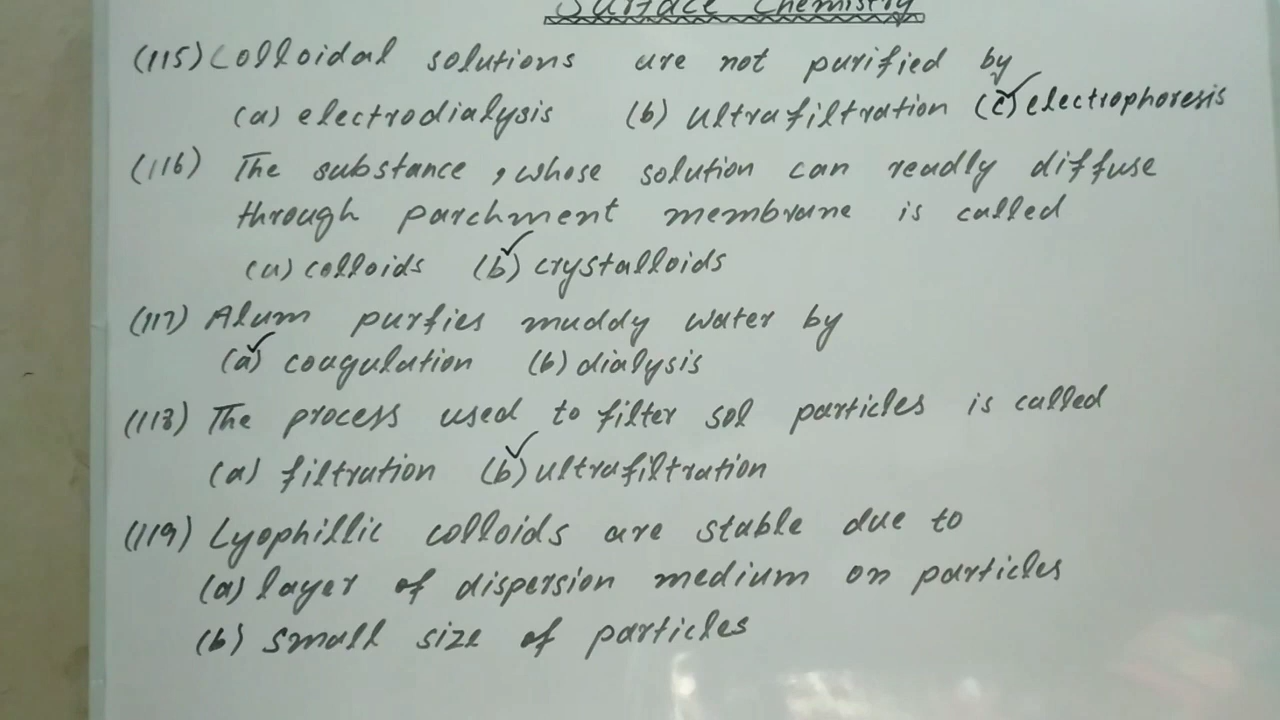 Surface Chemistry
(115) Colloidal solutions are not purified by
(a) electrodialysis (b) ultrafiltration (c) electrophoresis
(116) The substance, whose solution can readly diffuse
through parchment membrane is called
(a) colloids (b) crystalloids
(117) Alum purfies muddy water by
(a) coagulation (b) dialysis
(118) The process used to filter sol particles is called
(a) filtration (b) ultrafiltration
(119) Lyophillic colloids are stable due to
(a) layer of dispersion medium on particles
(b) small size of particles